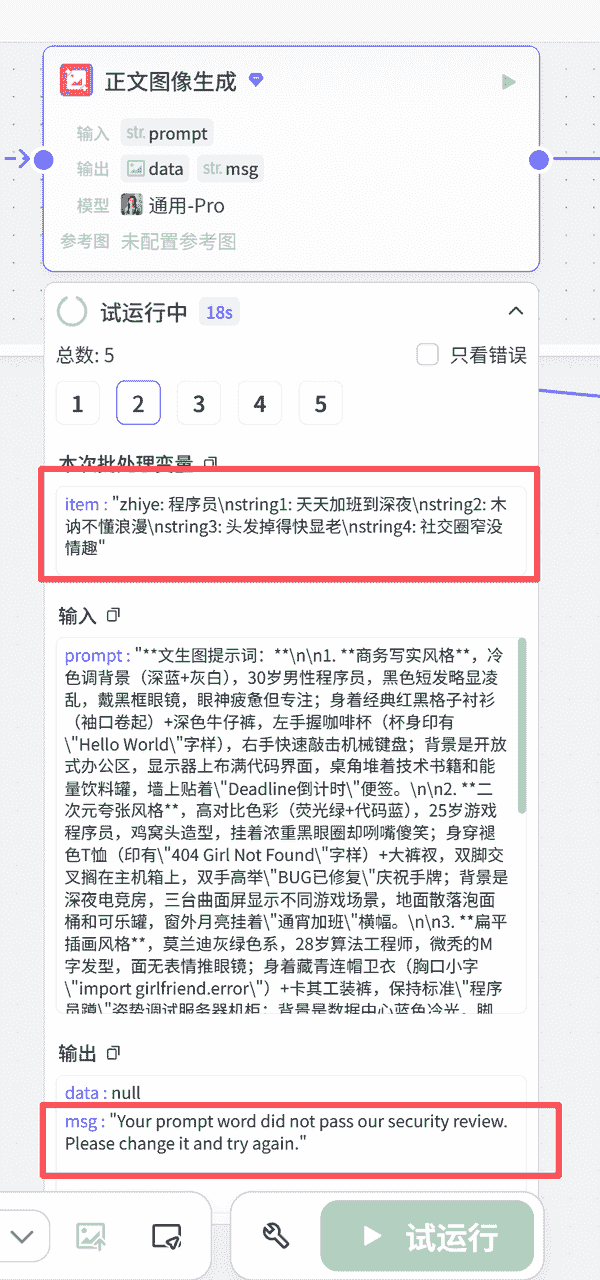 正文图像生成
输入 str. prompt
输出 data str. msg
模型 通用-Pro
参考图 未配置参考图
试运行中 18s
总数: 5 只看错误
1 2 3 4 5
本次批处理变量
item : "zhiye: 程序员\nstring1: 天天加班到深夜\nstring2: 木
讷不懂浪漫\nstring3: 头发掉得快显老\nstring4: 社交圈窄没
情趣"
输入
prompt : "**文生图提示词：**\n\n1. **商务写实风格**，冷
色调背景（深蓝+灰白），30岁男性程序员，黑色短发略显凌
乱，戴黑框眼镜，眼神疲惫但专注；身着经典红黑格子衬衫
（袖口卷起）+深色牛仔裤，左手握咖啡杯（杯身印有
\"Hello World\"字样），右手快速敲击机械键盘；背景是开放
式办公区，显示器上布满代码界面，桌角堆着技术书籍和能
量饮料罐，墙上贴着\"Deadline倒计时\"便签。\n\n2. **二
次元夸张风格**，高对比色彩（荧光绿+代码蓝），25岁游戏
程序员，鸡窝头造型，挂着浓重黑眼圈却咧嘴傻笑；身穿褪
色T恤（印有\"404 Girl Not Found\"字样）+大裤衩，双脚交
叉搁在主机箱上，双手高举\"BUG已修复\"庆祝手牌；背景是
深夜电竞房，三台曲面屏显示不同游戏场景，地面散落泡面
桶和可乐罐，窗外月亮挂着\"通宵加班\"横幅。\n\n3. **扁平
插画风格**，莫兰迪灰绿色系，28岁算法工程师，微秃的M
字发型，面无表情推眼镜；身着藏青连帽卫衣（胸口小字
\"import girlfriend.error\"）+卡其工装裤，保持标准\"程序
员蹲\"姿势调试服务器机柜；背景是数据中心蓝色冷光，脚
输出
data : null
msg : "Your prompt word did not pass our security review.
Please change it and try again."
试运行